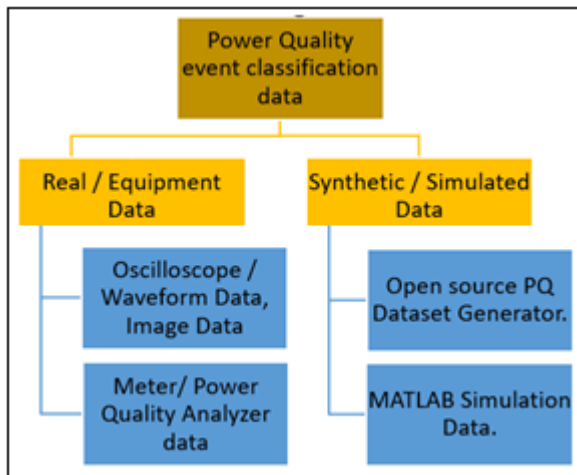 Power Quality
event classification
data
Real / Equipment
Data
Synthetic / Simulated
Data
Oscilloscope /
Waveform Data,
Image Data
Open source PQ
Dataset Generator.
Meter/ Power
Quality Analyzer
data
MATLAB Simulation
Data.